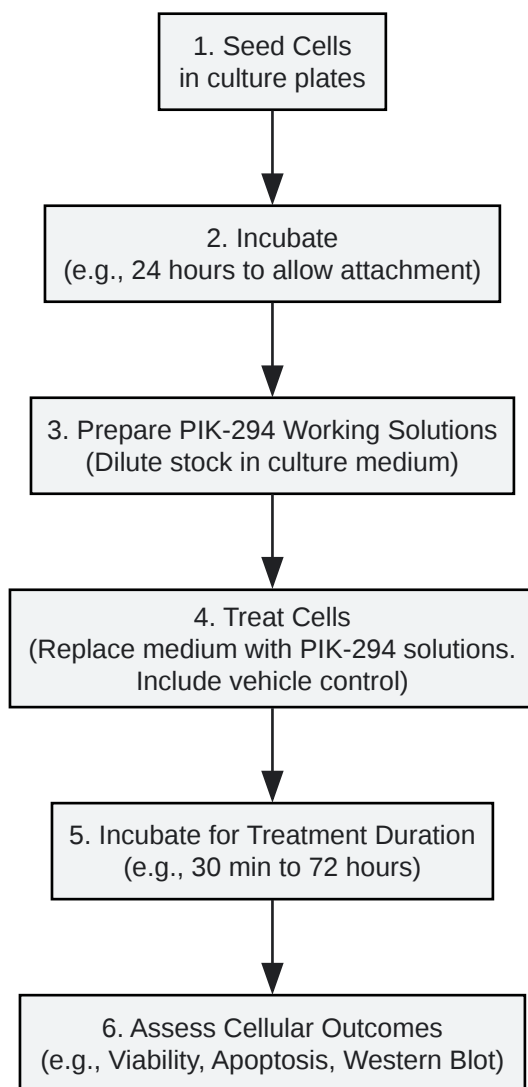 1. Seed Cells
in culture plates
2. Incubate
(e.g., 24 hours to allow attachment)
3. Prepare PIK-294 Working Solutions
(Dilute stock in culture medium)
4. Treat Cells
(Replace medium with PIK-294 solutions.
Include vehicle control)
5. Incubate for Treatment Duration
(e.g., 30 min to 72 hours)
6. Assess Cellular Outcomes
(e.g., Viability, Apoptosis, Western Blot)